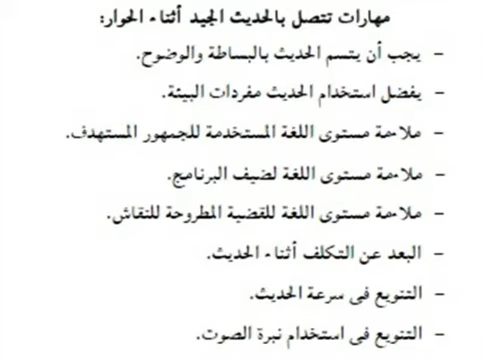 مهارات تتصل بالحديث الجيد أثناء الحوار:
- يجب أن يتسم الحديث بالبساطة والوضوح.
- يفضل استخدام الحديث مفردات البيئة.
- ملاءمة مستوى اللغة المستخدمة للجمهور المستهدف.
- ملاءمة مستوى اللغة لضيف البرنامج.
- ملاءمة مستوى اللغة للقضية المطروحة للنقاش.
- البعد عن التكلف أثناء الحديث.
- التنويع فى سرعة الحديث.
- التنويع فى استخدام نبرة الصوت.